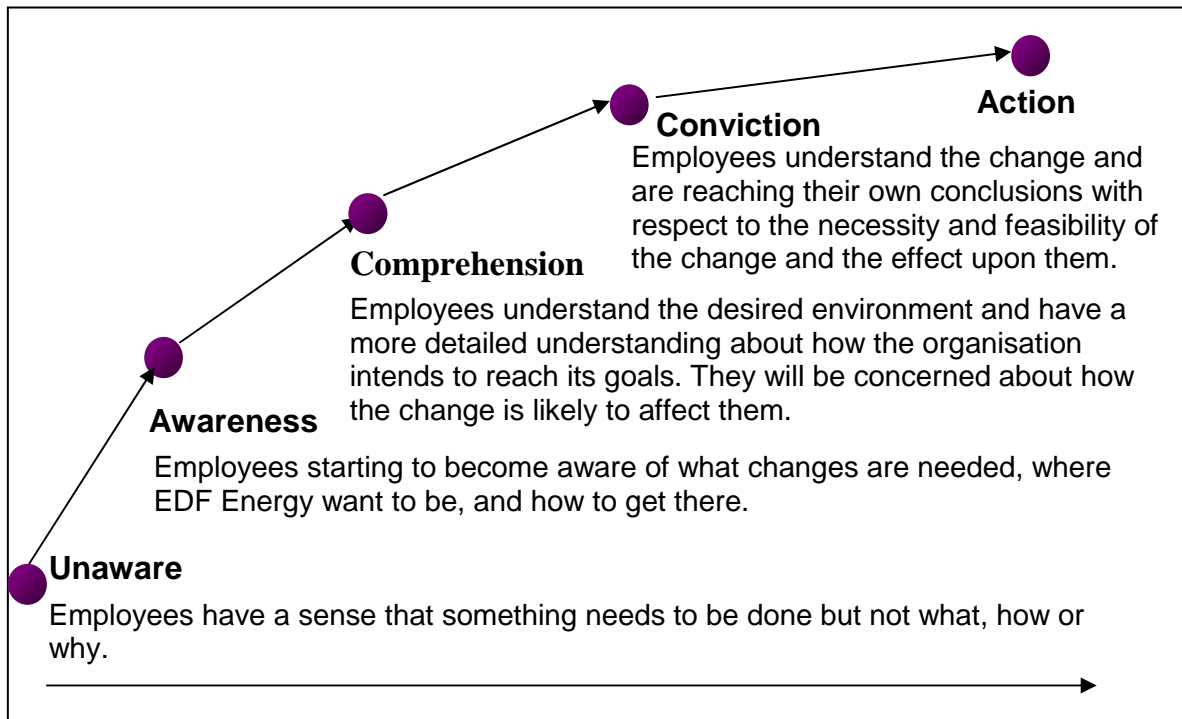 Action
Conviction
Employees understand the change and
are reaching their own conclusions with
respect to the necessity and feasibility of
the change and the effect upon them.
Comprehension
Employees understand the desired environment and have a
more detailed understanding about how the organisation
intends to reach its goals. They will be concerned about how
the change is likely to affect them.
Awareness
Employees starting to become aware of what changes are needed, where
EDF Energy want to be, and how to get there.
Unaware
Employees have a sense that something needs to be done but not what, how or
why.